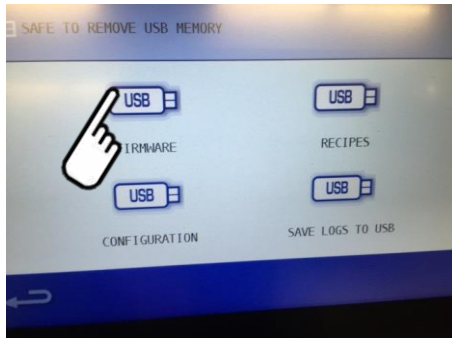 SAFE TO REMOVE USB MEMORY
USB
USB
IRMWARE
RECIPES
USB
USB
CONFIGURATION
SAVE LOGS TO USB